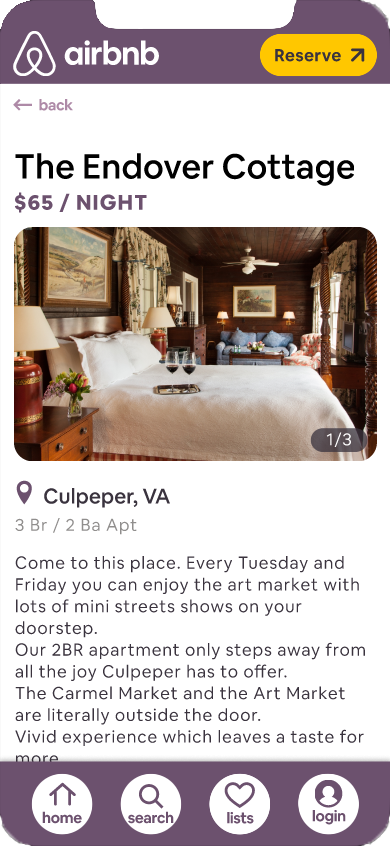 airbnb
Reserve
back
The Endover Cottage
$65 / NIGHT
1/3
Culpeper, VA
3 Br / 2 Ba Apt
Come to this place. Every Tuesday and
Friday you can enjoy the art market with
lots of mini streets shows on your
doorstep.
Our 2BR apartment only steps away from
all the joy Culpeper has to offer.
The Carmel Market and the Art Market
are literally outside the door.
Vivid experience which leaves a taste for
more
home
search
lists
login